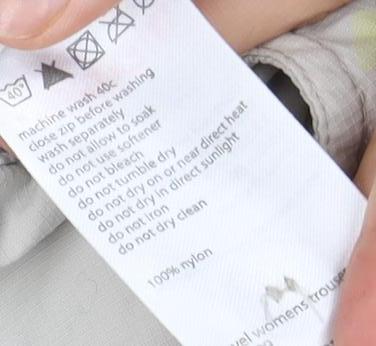 40°
machine wash 40c
close zip before washing
wash separately
do not allow to soak
do not use softener
do not bleach
do not tumble dry
do not dry on or near direct heat
do not dry in direct sunlight
do not iron
do not dry clean
100% nylon
womens